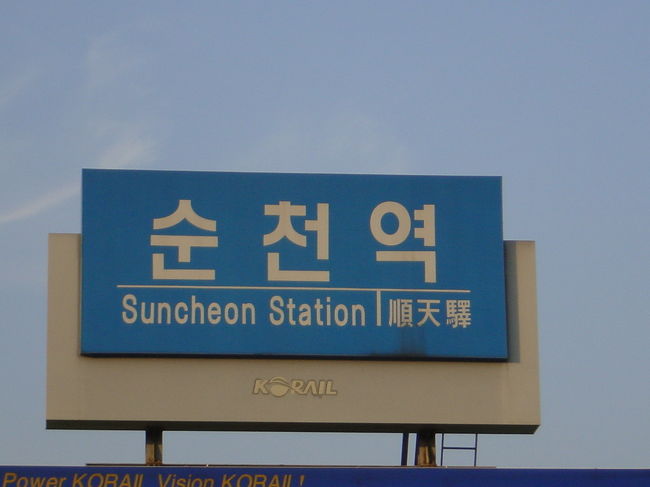 순천역
Suncheon Station 順天驛
KORAIL
Power KORAIL Vision KORAIL!